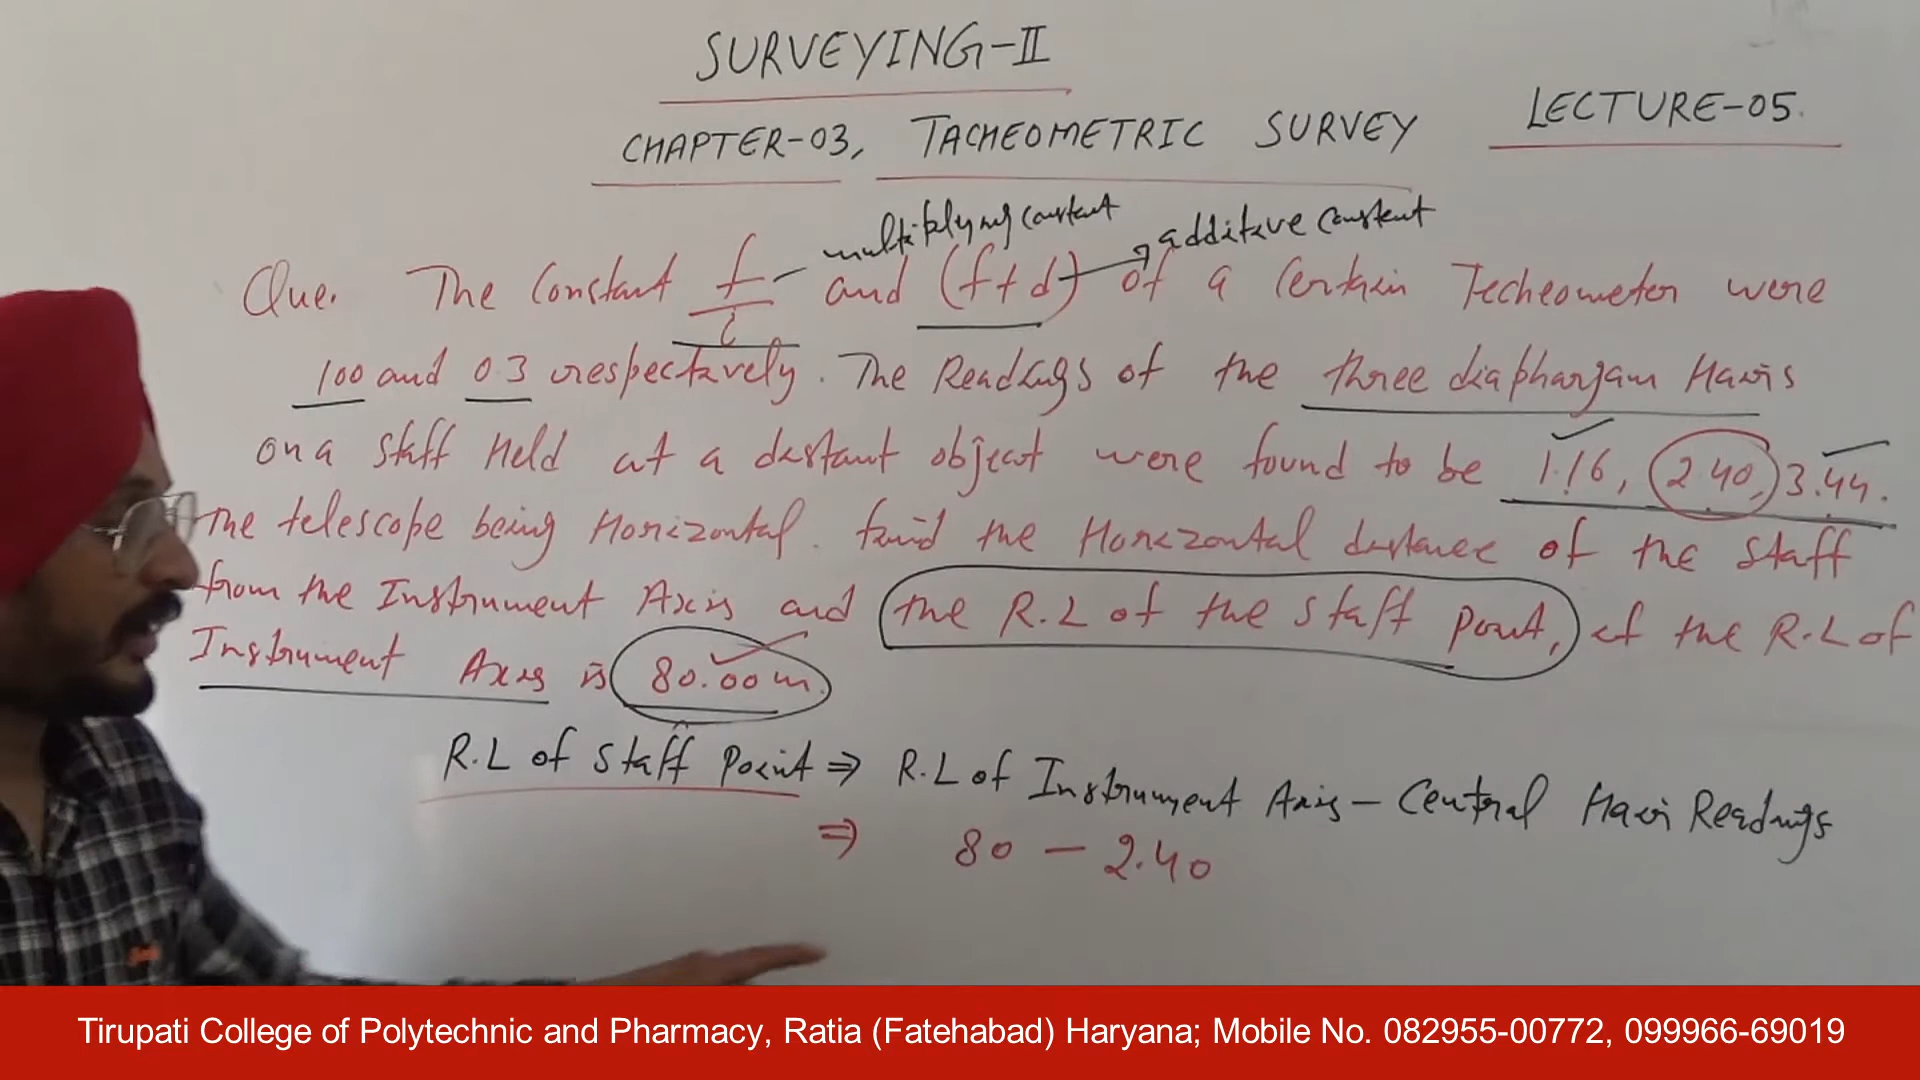 SURVEYING-II
CHAPTER-03, TACHEOMETRIC SURVEY
LECTURE-05.
multiplying constant
additive constant
Que. The Constant f/i and (f+d) of a Certain Techeometer were
100 and 0.3 respectively. The Readings of the three diaphargam Hairs
on a staff Held at a distant object were found to be 1.16, 2.40, 3.44.
The telescope being Horizontal. find the Horizontal distance of the Staff
from the Instrument Axis and the R.L of the staff point, if the R.L of
Instrument Axis is 80.00 m.
R.L of Staff Point ⇒ R.L of Instrument Axis - Central Hair Readings
⇒ 80 - 2.40
Tirupati College of Polytechnic and Pharmacy, Ratia (Fatehabad) Haryana; Mobile No. 082955-00772, 099966-69019